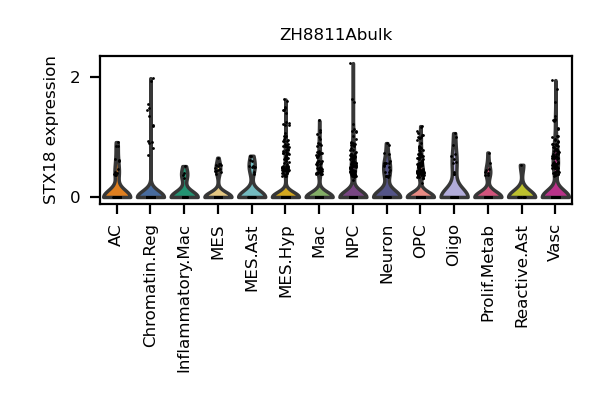 ZH8811Abulk
STX18 expression
2
0
AC
Chromatin.Reg
Inflammatory.Mac
MES
MES.Ast
MES.Hyp
Mac
NPC
Neuron
OPC
Oligo
Prolif.Metab
Reactive.Ast
Vasc